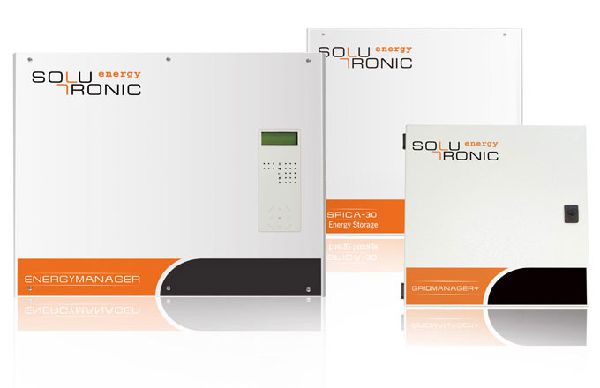 SOLU energy
TRONIC
ENERGYMANAGER
SOLU energy
TRONIC
SPICA-30
Energy Storage
SOLU energy
TRONIC
GRIDMANAGER+